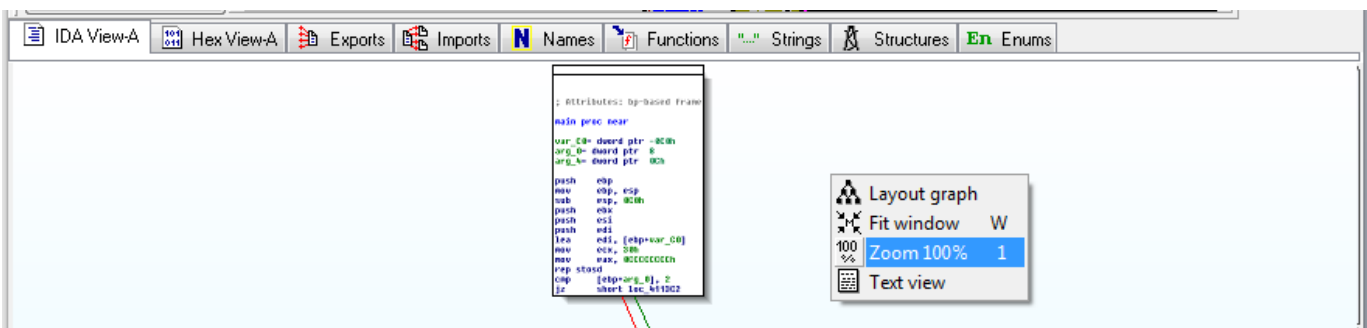 IDA View-A Hex View-A Exports Imports N Names Functions "..." Strings Structures En Enums
; Attributes: bp-based frame
main proc near
var_C0= dword ptr -0C0h
arg_0= dword ptr 8
arg_4= dword ptr 0Ch
push ebp
mov ebp, esp
sub esp, 0C0h
push ebx
push esi
push edi
lea edi, [ebp+var_C0]
mov ecx, 30h
mov eax, 0CCCCCCCCh
rep stosd
cmp [ebp+arg_0], 2
jz short loc_4113C2
Layout graph
Fit window W
100 % Zoom 100% 1
Text view